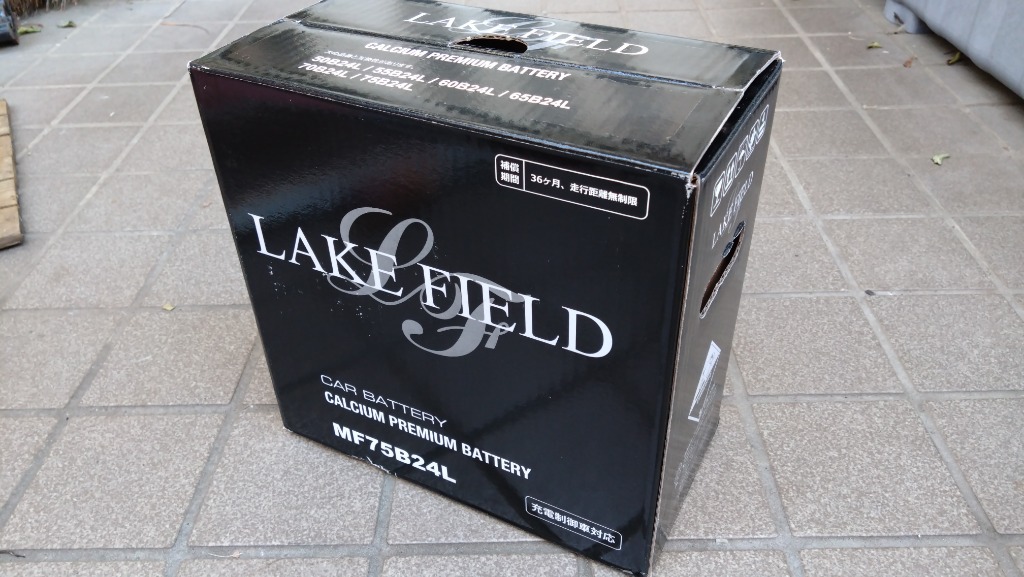 LAKE FIELD
CALCIUM PREMIUM BATTERY
50B24L / 55B24L / 60B24L / 65B24L
70B24L / 75B24L
補償
期間
36ヶ月、走行距離無制限
LAKE FIELD
LF
CAR BATTERY
CALCIUM PREMIUM BATTERY
MF75B24L
充電制御車対応
LAKE FIELD